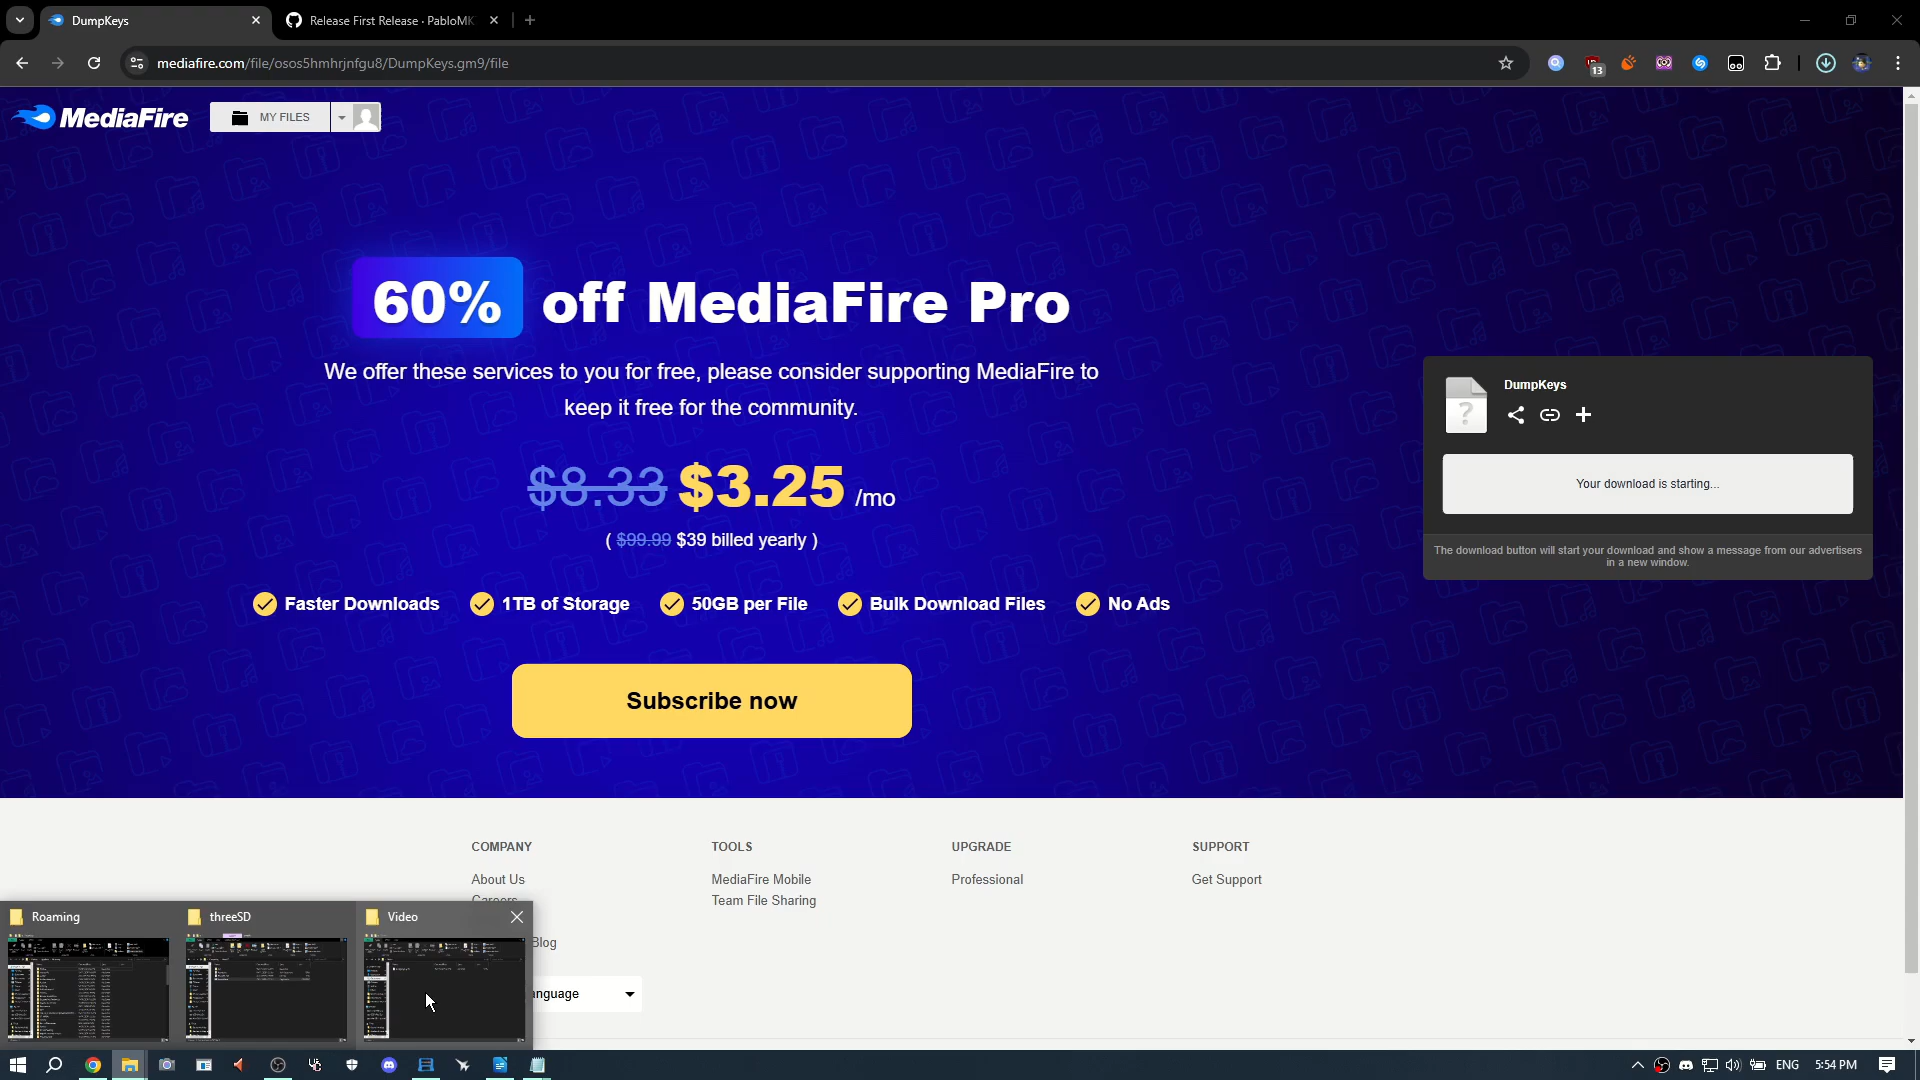 DumpKeys
Release First Release · PabloMK
mediafire.com/file/osos5hmhrjnfgu8/DumpKeys.gm9/file
13
MediaFire
MY FILES
60% off MediaFire Pro
We offer these services to you for free, please consider supporting MediaFire to
keep it free for the community.
$8.33 $3.25 /mo
( $99.99 $39 billed yearly )
Faster Downloads
1TB of Storage
50GB per File
Bulk Download Files
No Ads
Subscribe now
DumpKeys
?
Your download is starting...
The download button will start your download and show a message from our advertisers
in a new window.
COMPANY
About Us
Careers
Blog
anguage
TOOLS
MediaFire Mobile
Team File Sharing
UPGRADE
Professional
SUPPORT
Get Support
Roaming
threeSD
Video
ENG
5:54 PM